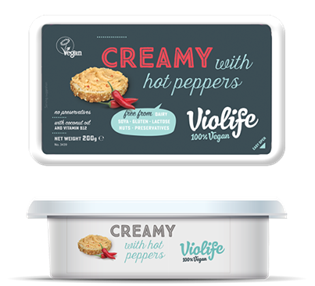 Vegan
CREAMY with
hot peppers
no preservatives
with coconut oil
AND VITAMIN B12
NET WEIGHT 200g e
free from DAIRY
SOYA · GLUTEN · LACTOSE
NUTS · PRESERVATIVES
Violife
100% Vegan
CREAMY
with hot
peppers
Violife
100% Vegan